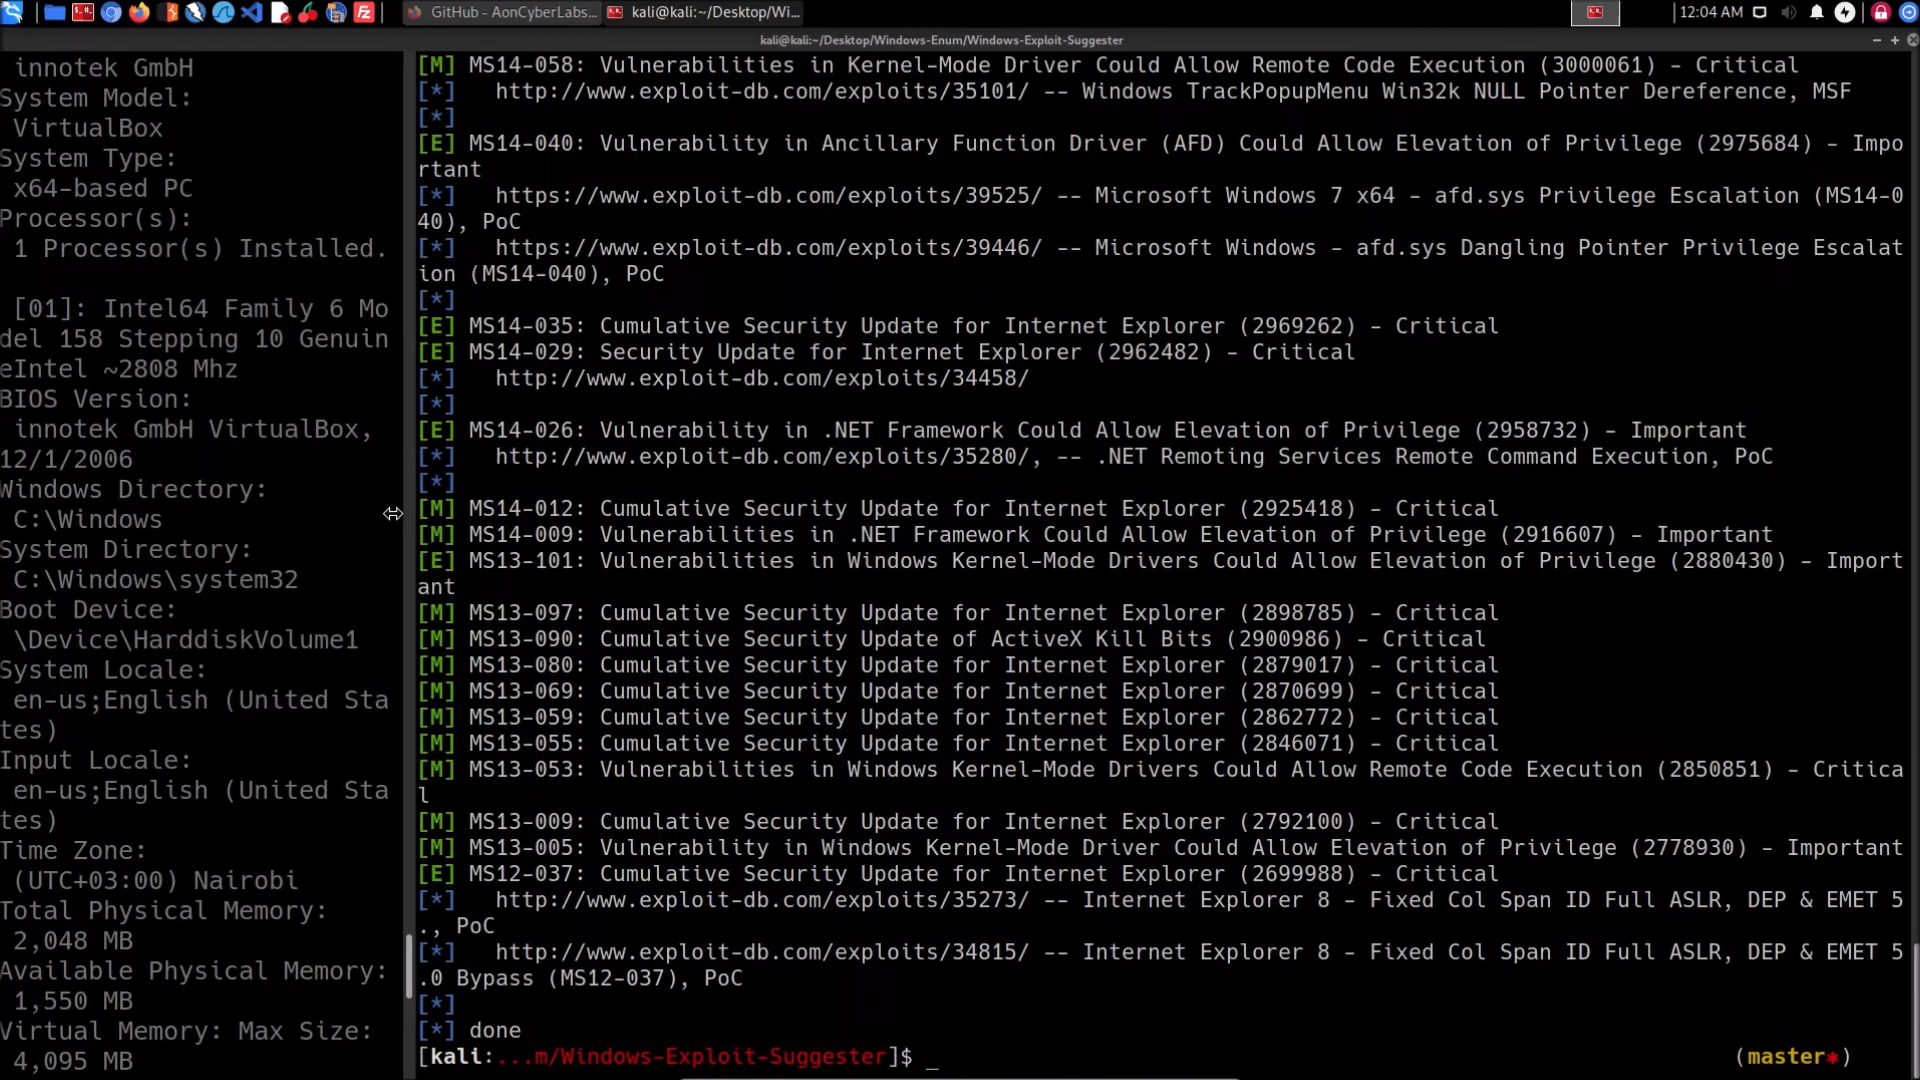 GitHub - AonCyberLabs...
kali@kali:~/Desktop/Wi...
12:04 AM
kali@kali:~/Desktop/Windows-Enum/Windows-Exploit-Suggester
innotek GmbH
System Model:
VirtualBox
System Type:
x64-based PC
Processor(s):
1 Processor(s) Installed.
[01]: Intel64 Family 6 Mo
del 158 Stepping 10 Genuin
eIntel ~2808 Mhz
BIOS Version:
innotek GmbH VirtualBox,
12/1/2006
Windows Directory:
C:\Windows
System Directory:
C:\Windows\system32
Boot Device:
\Device\HarddiskVolume1
System Locale:
en-us;English (United Sta
tes)
Input Locale:
en-us;English (United Sta
tes)
Time Zone:
(UTC+03:00) Nairobi
Total Physical Memory:
2,048 MB
Available Physical Memory:
1,550 MB
Virtual Memory: Max Size:
4,095 MB
[M] MS14-058: Vulnerabilities in Kernel-Mode Driver Could Allow Remote Code Execution (3000061) - Critical
[*]   http://www.exploit-db.com/exploits/35101/ -- Windows TrackPopupMenu Win32k NULL Pointer Dereference, MSF
[*]
[E] MS14-040: Vulnerability in Ancillary Function Driver (AFD) Could Allow Elevation of Privilege (2975684) - Impo
rtant
[*]   https://www.exploit-db.com/exploits/39525/ -- Microsoft Windows 7 x64 - afd.sys Privilege Escalation (MS14-0
40), PoC
[*]   https://www.exploit-db.com/exploits/39446/ -- Microsoft Windows - afd.sys Dangling Pointer Privilege Escalat
ion (MS14-040), PoC
[*]
[E] MS14-035: Cumulative Security Update for Internet Explorer (2969262) - Critical
[E] MS14-029: Security Update for Internet Explorer (2962482) - Critical
[*]   http://www.exploit-db.com/exploits/34458/
[*]
[E] MS14-026: Vulnerability in .NET Framework Could Allow Elevation of Privilege (2958732) - Important
[*]   http://www.exploit-db.com/exploits/35280/, -- .NET Remoting Services Remote Command Execution, PoC
[*]
[M] MS14-012: Cumulative Security Update for Internet Explorer (2925418) - Critical
[M] MS14-009: Vulnerabilities in .NET Framework Could Allow Elevation of Privilege (2916607) - Important
[E] MS13-101: Vulnerabilities in Windows Kernel-Mode Drivers Could Allow Elevation of Privilege (2880430) - Import
ant
[M] MS13-097: Cumulative Security Update for Internet Explorer (2898785) - Critical
[M] MS13-090: Cumulative Security Update of ActiveX Kill Bits (2900986) - Critical
[M] MS13-080: Cumulative Security Update for Internet Explorer (2879017) - Critical
[M] MS13-069: Cumulative Security Update for Internet Explorer (2870699) - Critical
[M] MS13-059: Cumulative Security Update for Internet Explorer (2862772) - Critical
[M] MS13-055: Cumulative Security Update for Internet Explorer (2846071) - Critical
[M] MS13-053: Vulnerabilities in Windows Kernel-Mode Drivers Could Allow Remote Code Execution (2850851) - Critica
l
[M] MS13-009: Cumulative Security Update for Internet Explorer (2792100) - Critical
[M] MS13-005: Vulnerability in Windows Kernel-Mode Driver Could Allow Elevation of Privilege (2778930) - Important
[E] MS12-037: Cumulative Security Update for Internet Explorer (2699988) - Critical
[*]   http://www.exploit-db.com/exploits/35273/ -- Internet Explorer 8 - Fixed Col Span ID Full ASLR, DEP & EMET 5
., PoC
[*]   http://www.exploit-db.com/exploits/34815/ -- Internet Explorer 8 - Fixed Col Span ID Full ASLR, DEP & EMET 5
.0 Bypass (MS12-037), PoC
[*]
[*] done
[kali:...m/Windows-Exploit-Suggester]$ _ (master*)